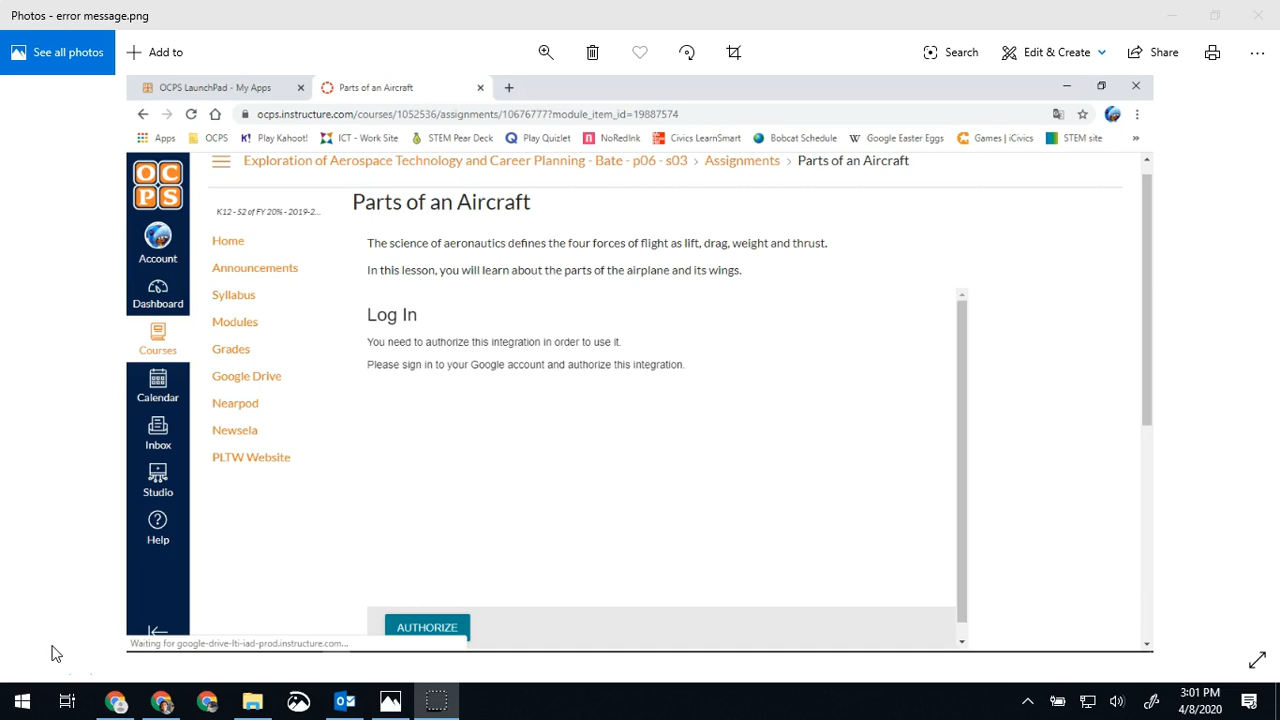 Photos - error message.png
See all photos
Add to
Search
Edit & Create
Share
OCPS LaunchPad - My Apps
Parts of an Aircraft
ocps.instructure.com/courses/1052536/assignments/10676777?module_item_id=19887574
Apps OCPS Play Kahoot! ICT - Work Site STEM Pear Deck Play Quizlet NoRedInk Civics LearnSmart Bobcat Schedule Google Easter Eggs Games | iCivics STEM site »
OCPS
Account
Dashboard
Courses
Calendar
Inbox
Studio
Help
Exploration of Aerospace Technology and Career Planning - Bate - p06 - s03 > Assignments > Parts of an Aircraft
K12 - S2 of FY 20% - 2019-2...
Home
Announcements
Syllabus
Modules
Grades
Google Drive
Nearpod
Newsela
PLTW Website
Parts of an Aircraft
The science of aeronautics defines the four forces of flight as lift, drag, weight and thrust.
In this lesson, you will learn about the parts of the airplane and its wings.
Log In
You need to authorize this integration in order to use it.
Please sign in to your Google account and authorize this integration.
AUTHORIZE
Waiting for google-drive-lti-iad-prod.instructure.com...
3:01 PM
4/8/2020